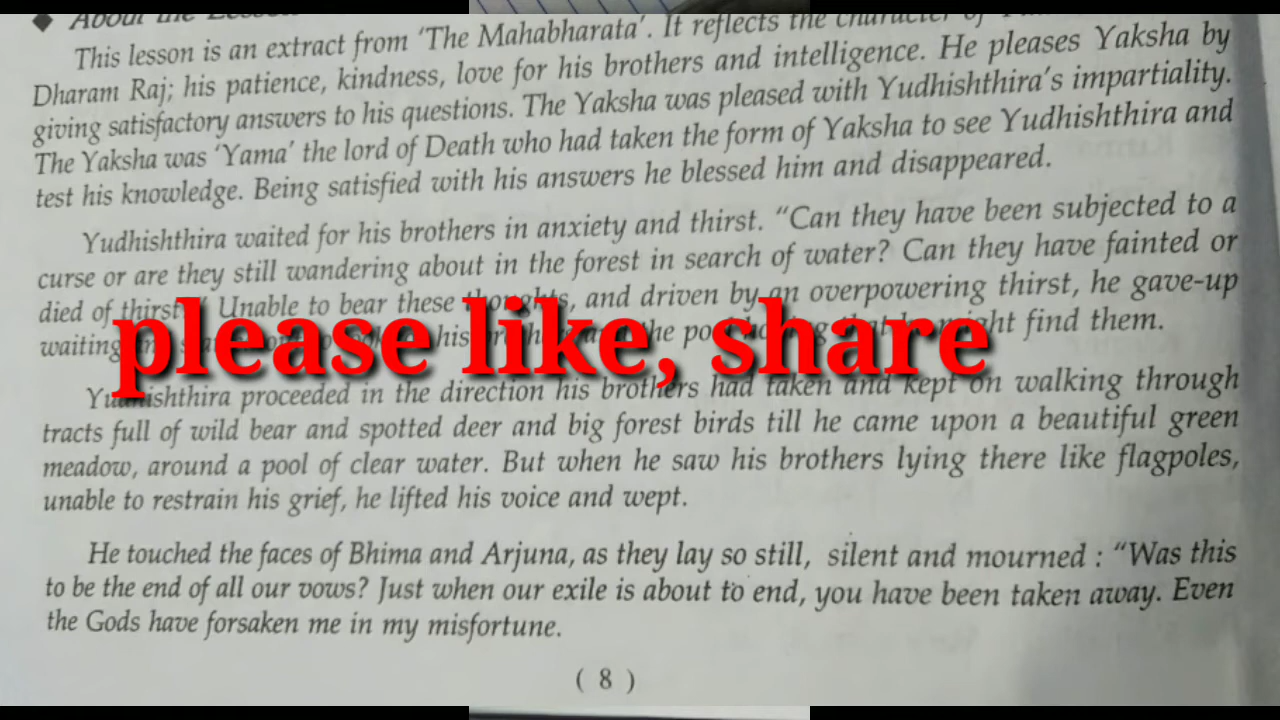 ◆ About the Lesson
This lesson is an extract from 'The Mahabharata'. It reflects the character of
Dharam Raj; his patience, kindness, love for his brothers and intelligence. He pleases Yaksha by
giving satisfactory answers to his questions. The Yaksha was pleased with Yudhishthira's impartiality.
The Yaksha was 'Yama' the lord of Death who had taken the form of Yaksha to see Yudhishthira and
test his knowledge. Being satisfied with his answers he blessed him and disappeared.
Yudhishthira waited for his brothers in anxiety and thirst. "Can they have been subjected to a
curse or are they still wandering about in the forest in search of water? Can they have fainted or
died of thirst Unable to bear these thoughts, and driven by an overpowering thirst, he gave-up
waiting his the pool that he might find them.
please like, share
Yudhishthira proceeded in the direction his brothers had taken and kept on walking through
tracts full of wild bear and spotted deer and big forest birds till he came upon a beautiful green
meadow, around a pool of clear water. But when he saw his brothers lying there like flagpoles,
unable to restrain his grief, he lifted his voice and wept.
He touched the faces of Bhima and Arjuna, as they lay so still, silent and mourned : "Was this
to be the end of all our vows? Just when our exile is about to end, you have been taken away. Even
the Gods have forsaken me in my misfortune.
( 8 )